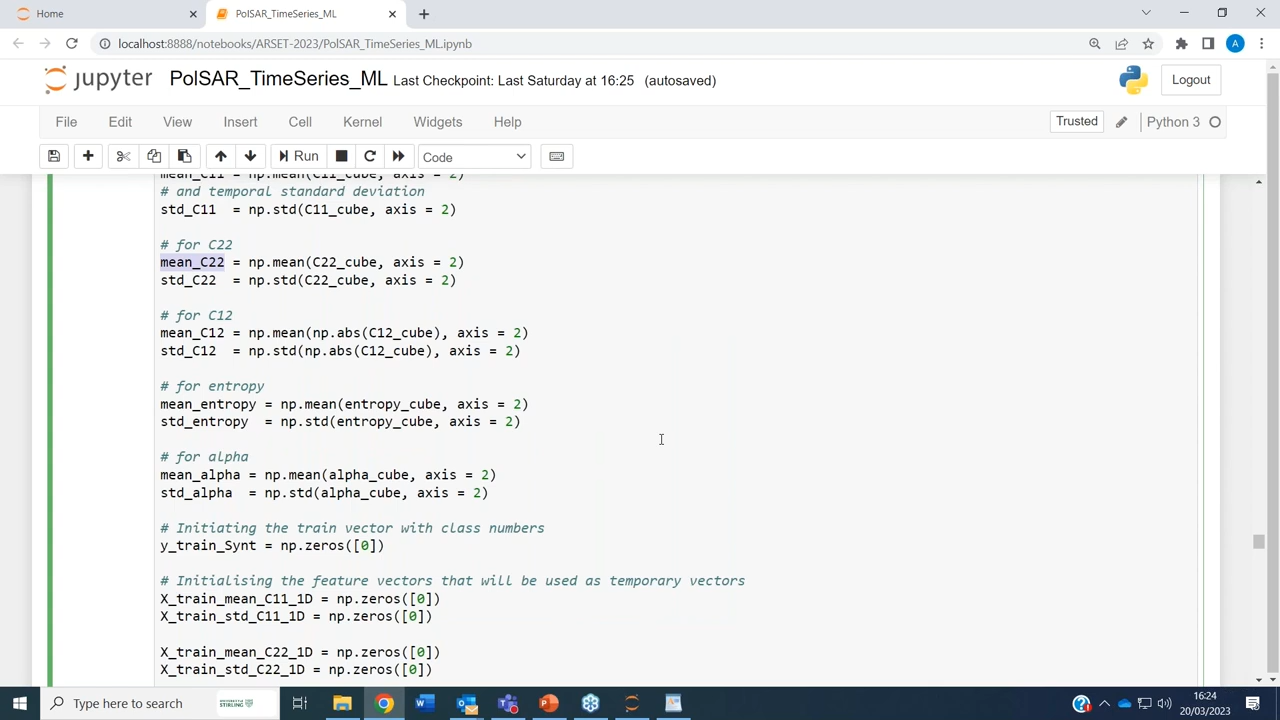 Home
PolSAR_TimeSeries_ML
localhost:8888/notebooks/ARSET-2023/PolSAR_TimeSeries_ML.ipynb
A
jupyter PolSAR_TimeSeries_ML Last Checkpoint: Last Saturday at 16:25 (autosaved)
Logout
File Edit View Insert Cell Kernel Widgets Help
Trusted
Python 3
Run
Code
mean_C11 = np.mean(C11_cube, axis = 2)
# and temporal standard deviation
std_C11  = np.std(C11_cube, axis = 2)
# for C22
mean_C22 = np.mean(C22_cube, axis = 2)
std_C22  = np.std(C22_cube, axis = 2)
# for C12
mean_C12 = np.mean(np.abs(C12_cube), axis = 2)
std_C12  = np.std(np.abs(C12_cube), axis = 2)
# for entropy
mean_entropy = np.mean(entropy_cube, axis = 2)
std_entropy  = np.std(entropy_cube, axis = 2)
# for alpha
mean_alpha = np.mean(alpha_cube, axis = 2)
std_alpha  = np.std(alpha_cube, axis = 2)
# Initiating the train vector with class numbers
y_train_Synt = np.zeros([0])
# Initialising the feature vectors that will be used as temporary vectors
X_train_mean_C11_1D = np.zeros([0])
X_train_std_C11_1D = np.zeros([0])
X_train_mean_C22_1D = np.zeros([0])
X_train_std_C22_1D = np.zeros([0])
Type here to search
16:24
20/03/2023